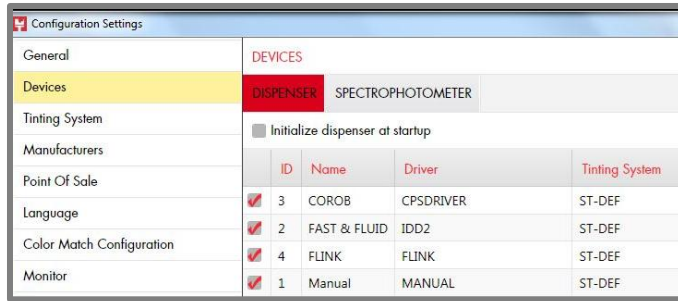 Configuration Settings
General
Devices
Tinting System
Manufacturers
Point Of Sale
Language
Color Match Configuration
Monitor
DEVICES
DISPENSER SPECTROPHOTOMETER
Initialize dispenser at startup
ID Name Driver Tinting System
3 COROB CPSDRIVER ST-DEF
2 FAST & FLUID IDD2 ST-DEF
4 FLINK FLINK ST-DEF
1 Manual MANUAL ST-DEF